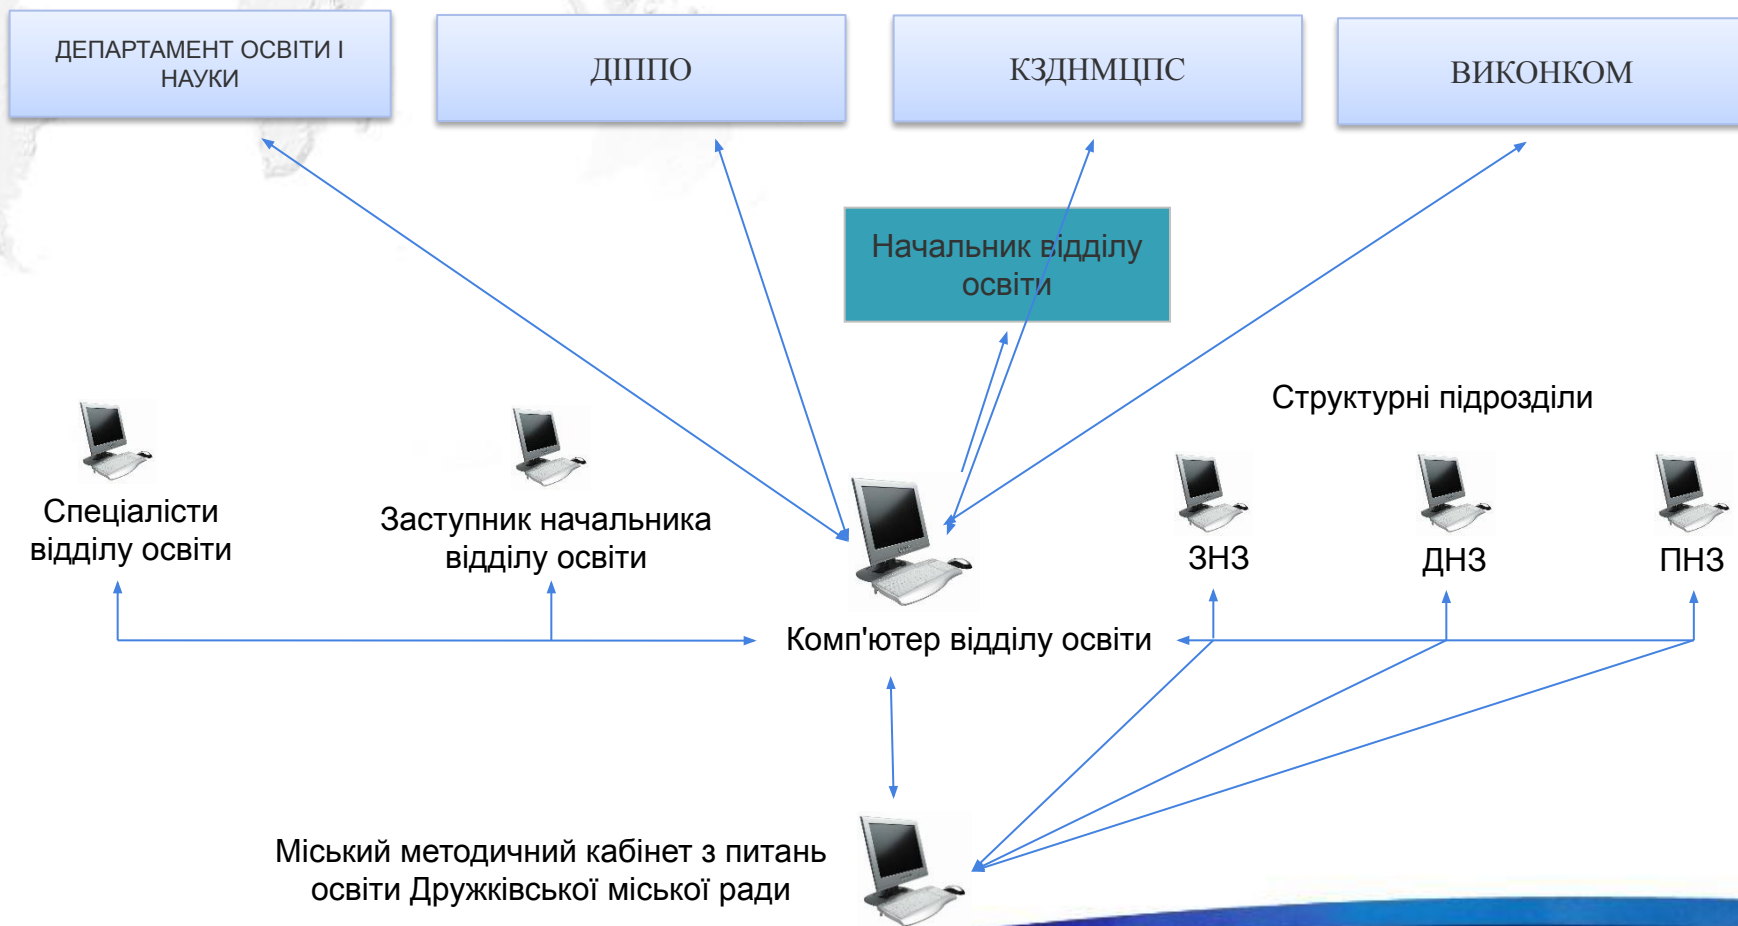 ДЕПАРТАМЕНТ ОСВІТИ І
НАУКИ
ДІППО
КЗДНМЦПС
ВИКОНКОМ
Начальник відділу
освіти
Структурні підрозділи
Спеціалісти
відділу освіти
Заступник начальника
відділу освіти
ЗНЗ
ДНЗ
ПНЗ
Комп'ютер відділу освіти
Міський методичний кабінет з питань
освіти Дружківської міської ради